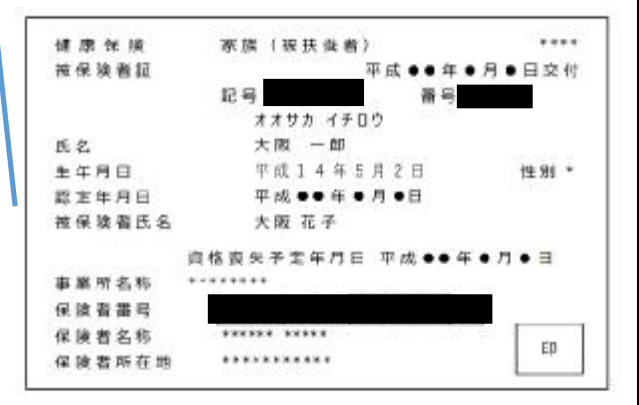 健康保険 家族（被扶養者） ****
被保険者証 平成●●年●月●日交付
記号 番号
オオサカ イチロウ
氏名 大阪 一郎
生年月日 平成14年5月2日 性別 *
認定年月日 平成●●年●月●日
被保険者氏名 大阪 花子
資格喪失予定年月日 平成●●年●月●日
事業所名称 ********
保険者番号
保険者名称 ****** *****
保険者所在地 ***********
印